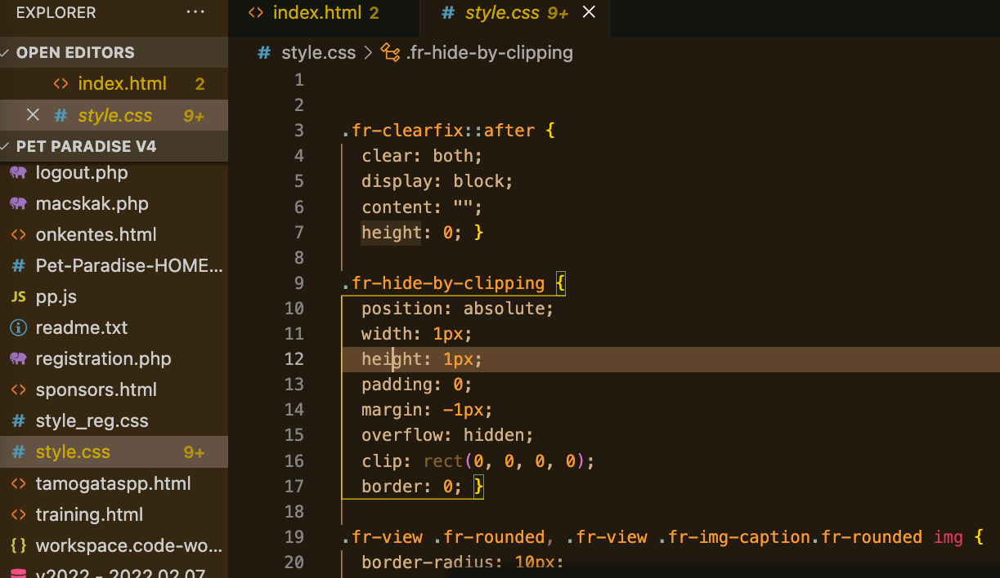 EXPLORER ...
OPEN EDITORS
index.html 2
style.css 9+
PET PARADISE V4
logout.php
macskak.php
onkentes.html
Pet-Paradise-HOME...
JS pp.js
readme.txt
registration.php
sponsors.html
style_reg.css
style.css 9+
tamogataspp.html
training.html
workspace.code-wo...
v2022 - 2022.02.07
index.html 2 # style.css 9+
# style.css > .fr-hide-by-clipping
1
2
3 .fr-clearfix::after {
4 clear: both;
5 display: block;
6 content: "";
7 height: 0; }
8
9 .fr-hide-by-clipping {
10 position: absolute;
11 width: 1px;
12 height: 1px;
13 padding: 0;
14 margin: -1px;
15 overflow: hidden;
16 clip: rect(0, 0, 0, 0);
17 border: 0; }
18
19 .fr-view .fr-rounded, .fr-view .fr-img-caption.fr-rounded img {
20 border-radius: 10px;